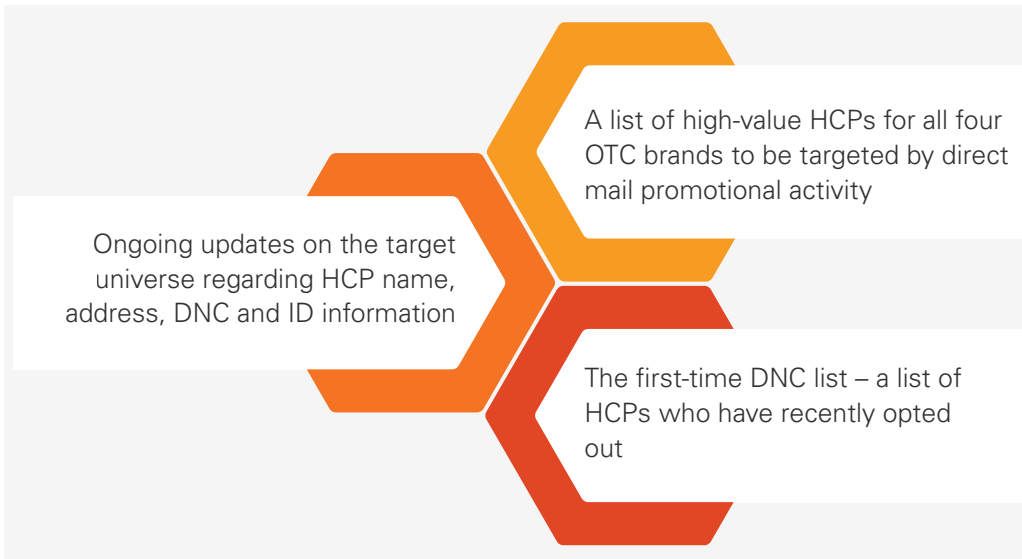 A list of high-value HCPs for all four
OTC brands to be targeted by direct
mail promotional activity
Ongoing updates on the target
universe regarding HCP name,
address, DNC and ID information
The first-time DNC list – a list of
HCPs who have recently opted
out